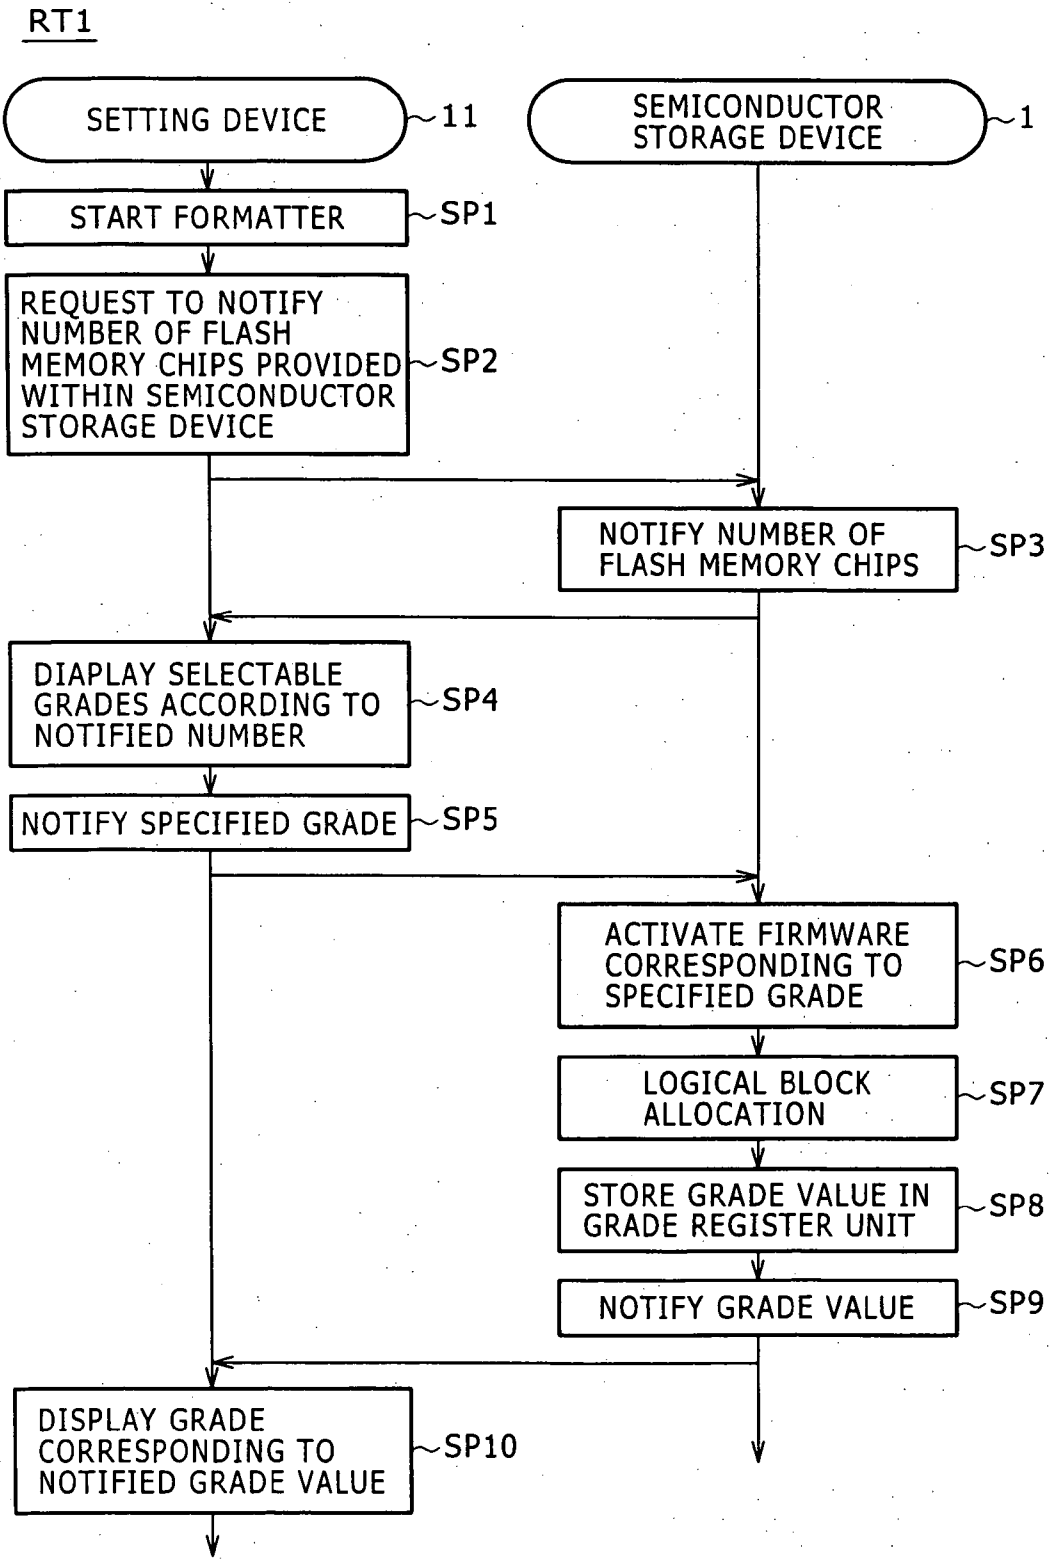 RT1
SETTING DEVICE
11
SEMICONDUCTOR
STORAGE DEVICE
1
START FORMATTER
SP1
REQUEST TO NOTIFY
NUMBER OF FLASH
MEMORY CHIPS PROVIDED
WITHIN SEMICONDUCTOR
STORAGE DEVICE
SP2
NOTIFY NUMBER OF
FLASH MEMORY CHIPS
SP3
DIAPLAY SELECTABLE
GRADES ACCORDING TO
NOTIFIED NUMBER
SP4
NOTIFY SPECIFIED GRADE
SP5
ACTIVATE FIRMWARE
CORRESPONDING TO
SPECIFIED GRADE
SP6
LOGICAL BLOCK
ALLOCATION
SP7
STORE GRADE VALUE IN
GRADE REGISTER UNIT
SP8
NOTIFY GRADE VALUE
SP9
DISPLAY GRADE
CORRESPONDING TO
NOTIFIED GRADE VALUE
SP10